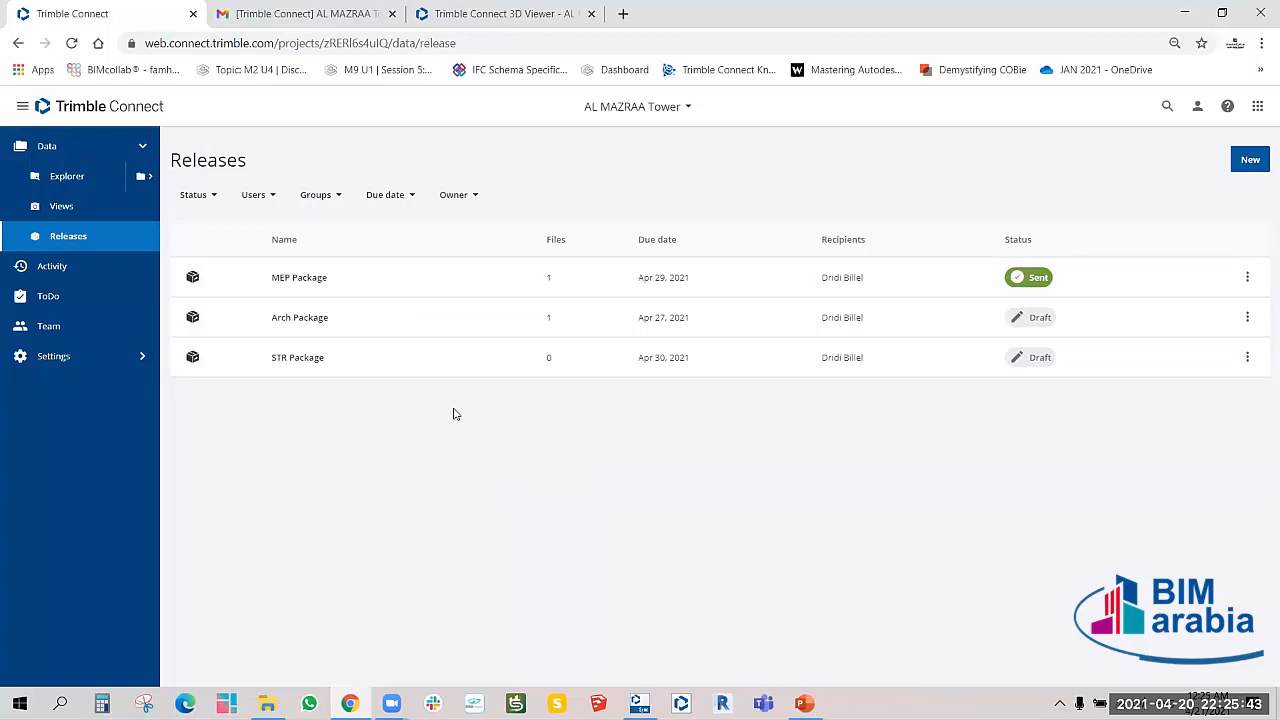 Trimble Connect
[Trimble Connect] AL MAZRAA T
Trimble Connect 3D Viewer - AL
web.connect.trimble.com/projects/zRERl6s4uIQ/data/release
Apps
BIMcollab® - famh...
Topic: M2 U4 | Disc...
M9 U1 | Session 5:...
IFC Schema Specific...
Dashboard
Trimble Connect Kn...
Mastering Autodes...
Demystifying COBie
JAN 2021 - OneDrive
Trimble Connect
AL MAZRAA Tower
Data
Explorer
Views
Releases
Activity
ToDo
Team
Settings
Releases
New
Status Users Groups Due date Owner
Name Files Due date Recipients Status
MEP Package 1 Apr 29, 2021 Dridi Billel Sent
Arch Package 1 Apr 27, 2021 Dridi Billel Draft
STR Package 0 Apr 30, 2021 Dridi Billel Draft
BIM
arabia
12:25 AM
2021-04-20 22:25:43